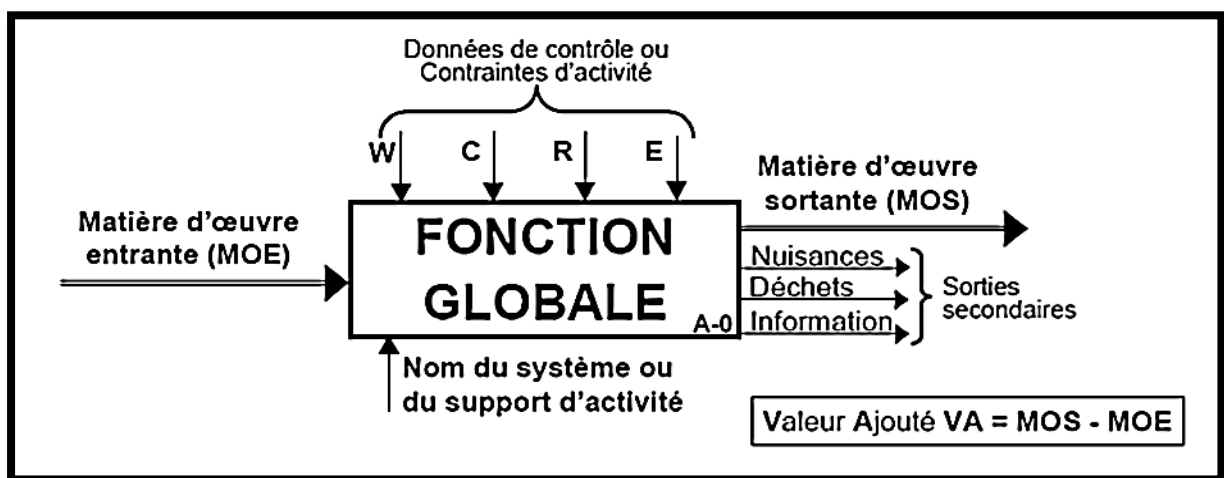 Données de contrôle ou
Contraintes d'activité
W C R E
Matière d'œuvre
entrante (MOE)
FONCTION
GLOBALE
A-0
Matière d'œuvre
sortante (MOS)
Nuisances
Déchets
Information
Sorties
secondaires
Nom du système ou
du support d'activité
Valeur Ajouté VA = MOS - MOE